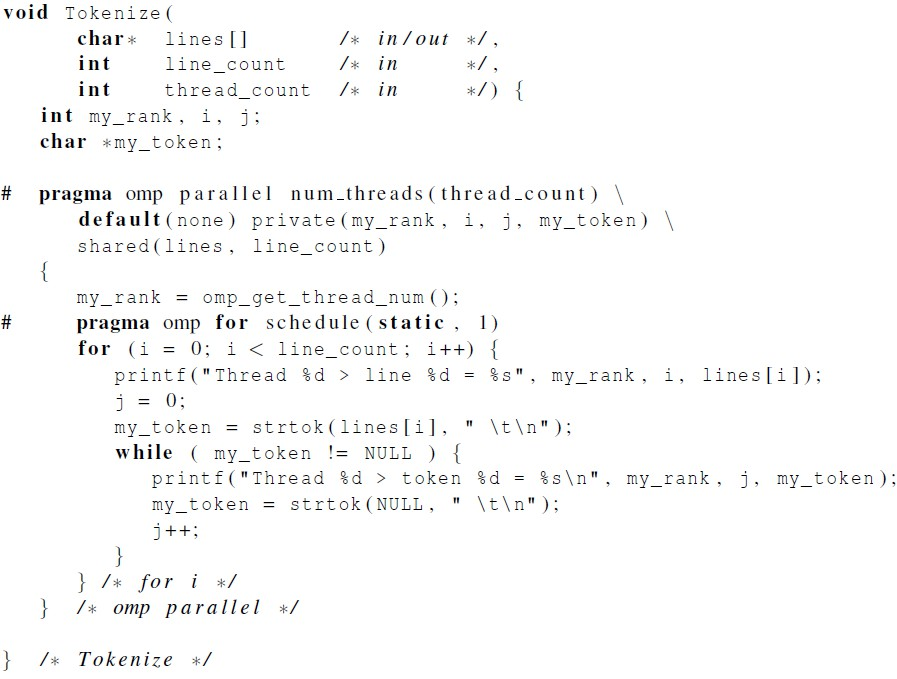 void Tokenize(
      char*  lines[]       /* in/out */,
      int    line_count    /* in     */,
      int    thread_count  /* in     */) {
   int my_rank, i, j;
   char *my_token;

#  pragma omp parallel num_threads(thread_count) \
      default(none) private(my_rank, i, j, my_token) \
      shared(lines, line_count)
   {
      my_rank = omp_get_thread_num();
#     pragma omp for schedule(static, 1)
      for (i = 0; i < line_count; i++) {
         printf("Thread %d > line %d = %s", my_rank, i, lines[i]);
         j = 0;
         my_token = strtok(lines[i], " \t\n");
         while ( my_token != NULL ) {
            printf("Thread %d > token %d = %s\n", my_rank, j, my_token);
            my_token = strtok(NULL, " \t\n");
            j++;
         }
      } /* for i */
   }  /* omp parallel */

}  /* Tokenize */